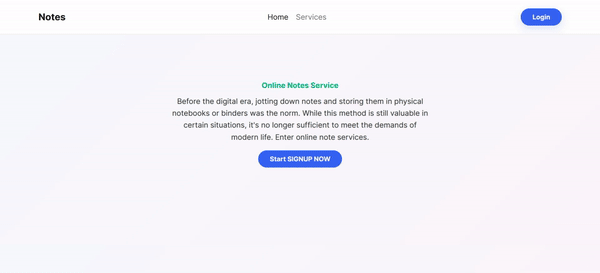 Notes
Home
Services
Login
Online Notes Service
Before the digital era, jotting down notes and storing them in physical
notebooks or binders was the norm. While this method is still valuable in
certain situations, it's no longer sufficient to meet the demands of
modern life. Enter online note services.
Start SIGNUP NOW